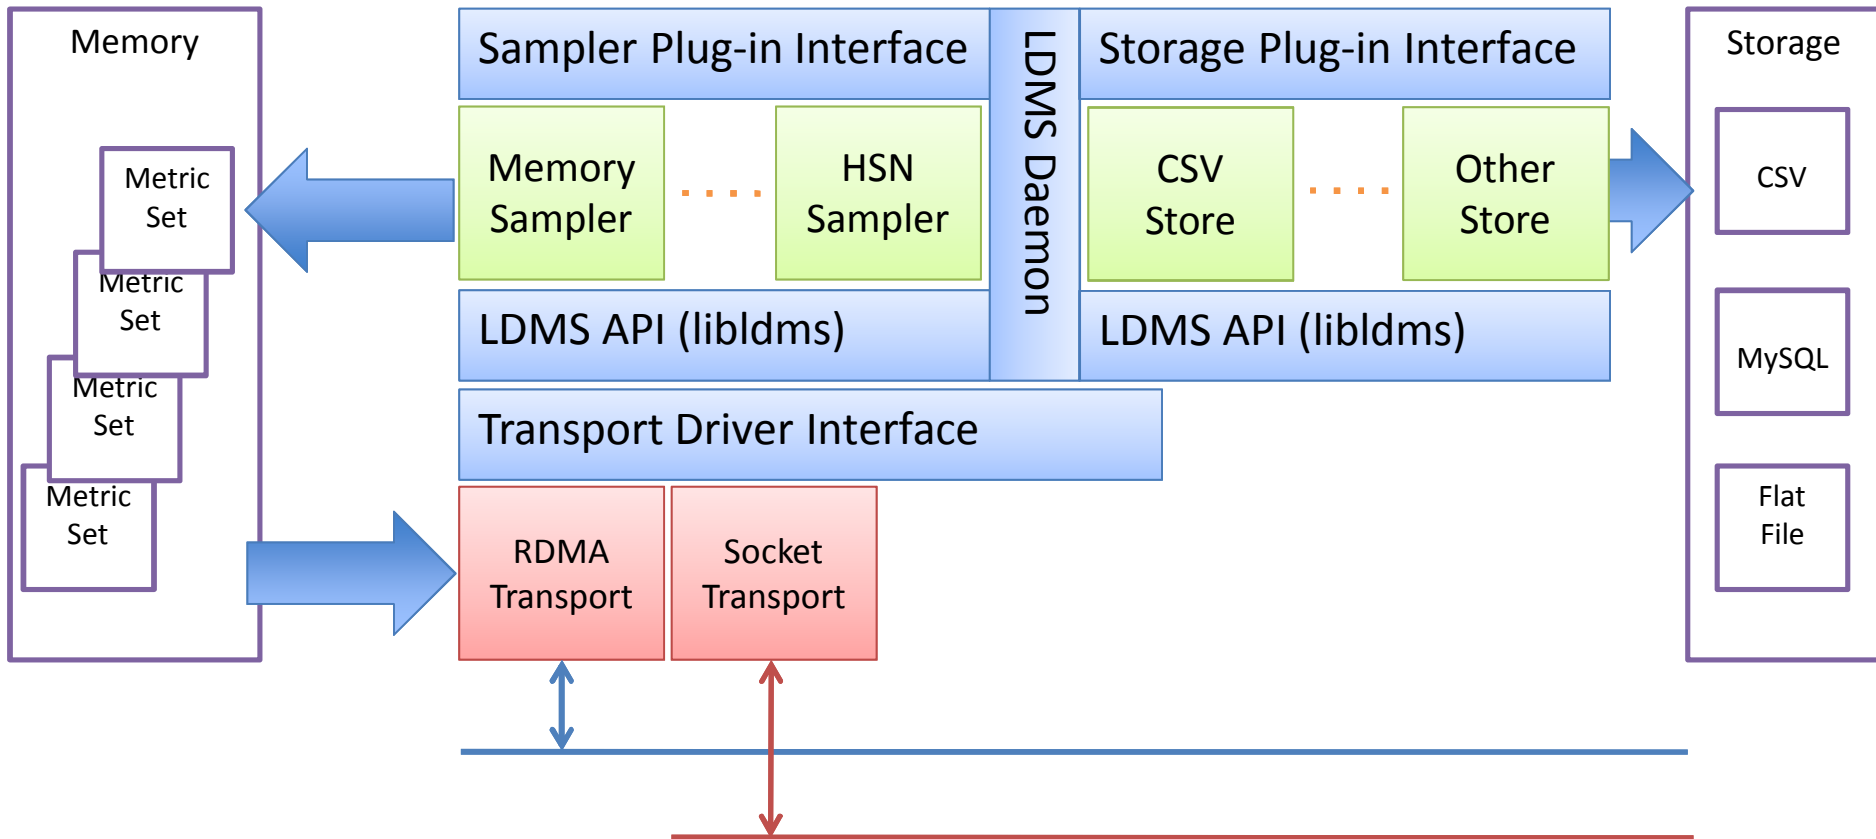 Memory
Metric
Set
Metric
Set
Metric
Set
Metric
Set
Sampler Plug-in Interface
Memory
Sampler
HSN
Sampler
LDMS API (libldms)
LDMS Daemon
Storage Plug-in Interface
CSV
Store
Other
Store
LDMS API (libldms)
Transport Driver Interface
RDMA
Transport
Socket
Transport
Storage
CSV
MySQL
Flat
File